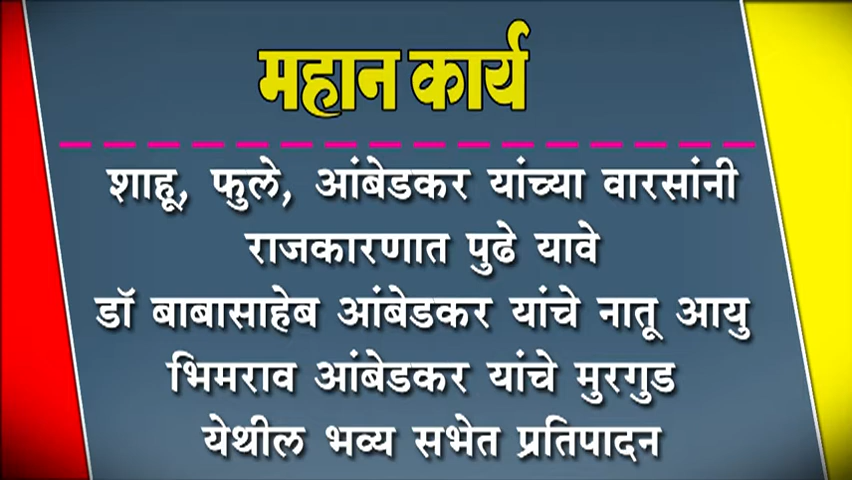 महान कार्य
शाहू, फुले, आंबेडकर यांच्या वारसांनी
राजकारणात पुढे यावे
डॉ बाबासाहेब आंबेडकर यांचे नातू आयु
भिमराव आंबेडकर यांचे मुरगुड
येथील भव्य सभेत प्रतिपादन